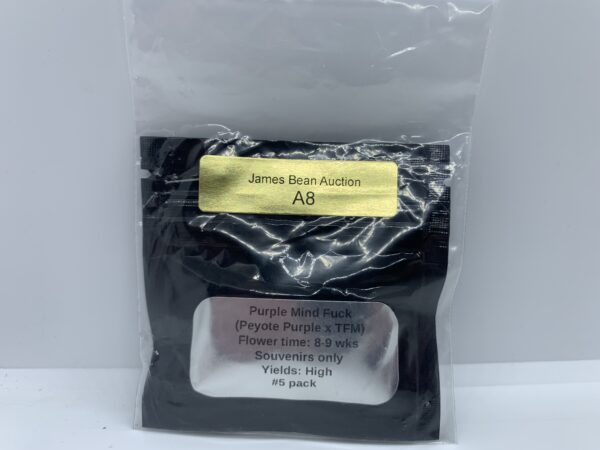 James Bean Auction
A8
Purple Mind Fuck
(Peyote Purple x TFM)
Flower time: 8-9 wks
Souvenirs only
Yields: High
#5 pack